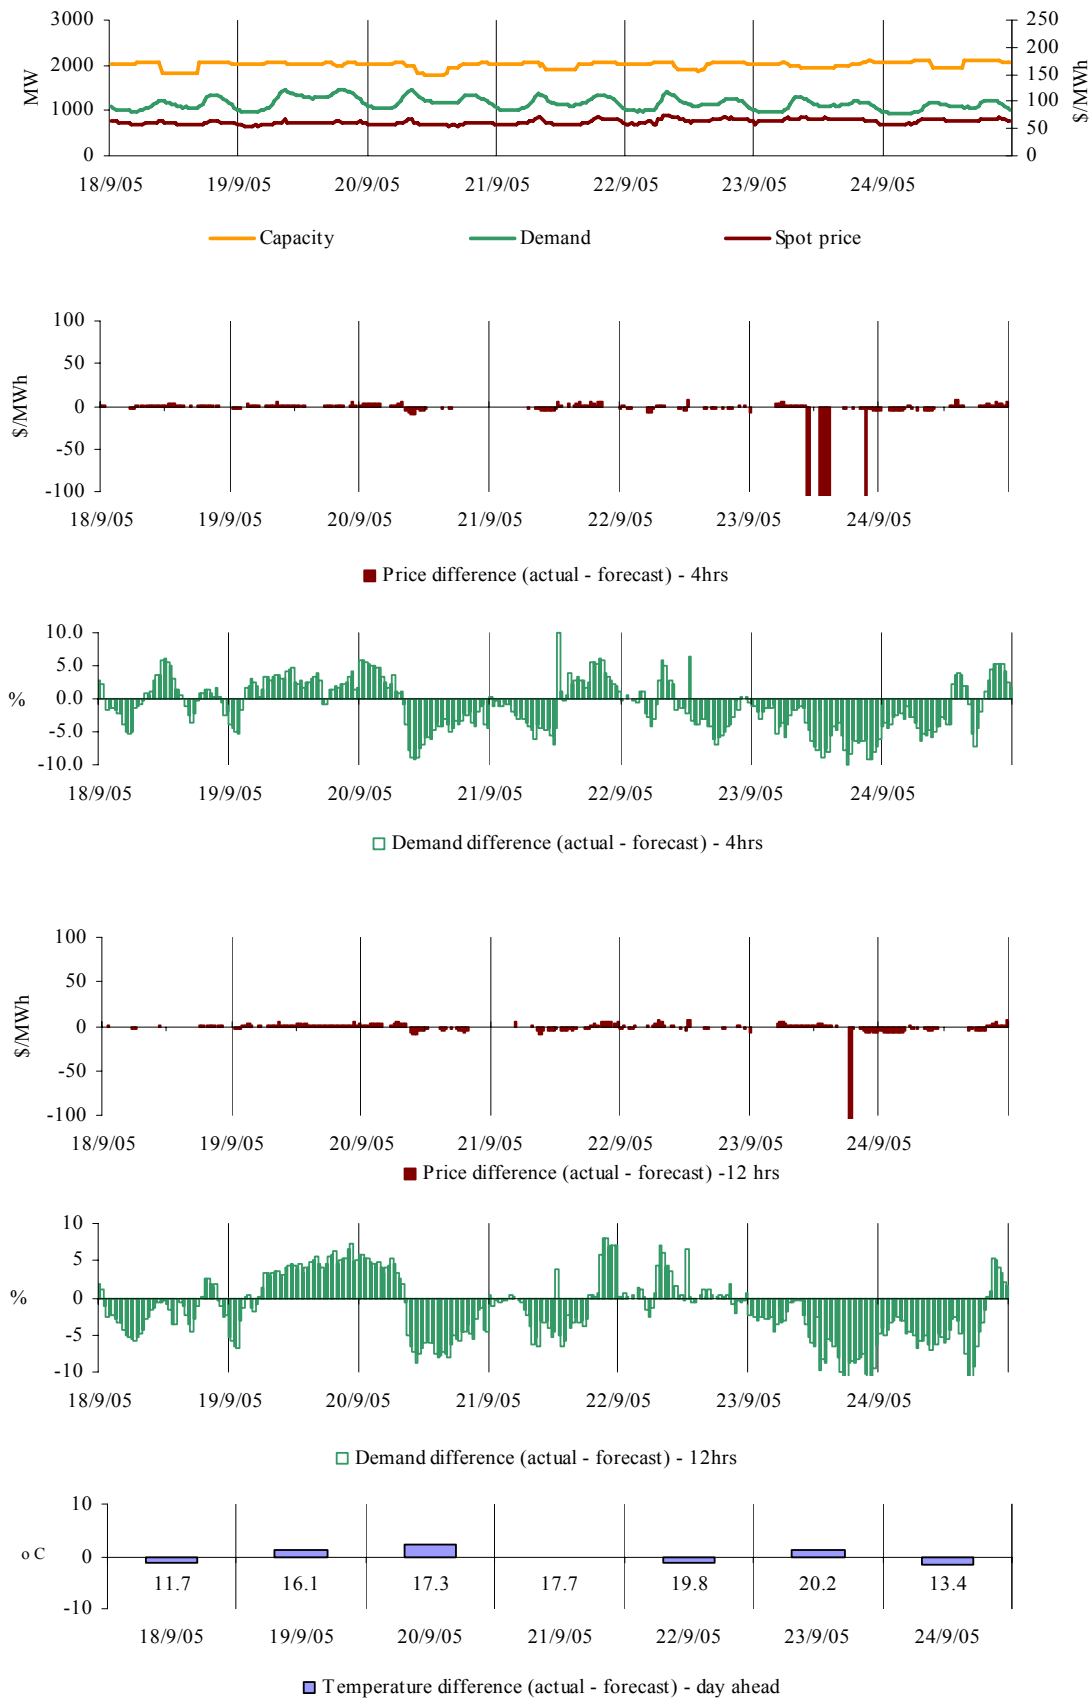 3000
2000
1000
0
MW
250
200
150
100
50
0
$/MWh
18/9/05 19/9/05 20/9/05 21/9/05 22/9/05 23/9/05 24/9/05
Capacity Demand Spot price
100
50
0
-50
-100
$/MWh
18/9/05 19/9/05 20/9/05 21/9/05 22/9/05 23/9/05 24/9/05
Price difference (actual - forecast) - 4hrs
10.0
5.0
0.0
-5.0
-10.0
%
18/9/05 19/9/05 20/9/05 21/9/05 22/9/05 23/9/05 24/9/05
Demand difference (actual - forecast) - 4hrs
100
50
0
-50
-100
$/MWh
18/9/05 19/9/05 20/9/05 21/9/05 22/9/05 23/9/05 24/9/05
Price difference (actual - forecast) -12 hrs
10
5
0
-5
-10
%
18/9/05 19/9/05 20/9/05 21/9/05 22/9/05 23/9/05 24/9/05
Demand difference (actual - forecast) - 12hrs
10
0
-10
o C
11.7 16.1 17.3 17.7 19.8 20.2 13.4
18/9/05 19/9/05 20/9/05 21/9/05 22/9/05 23/9/05 24/9/05
Temperature difference (actual - forecast) - day ahead